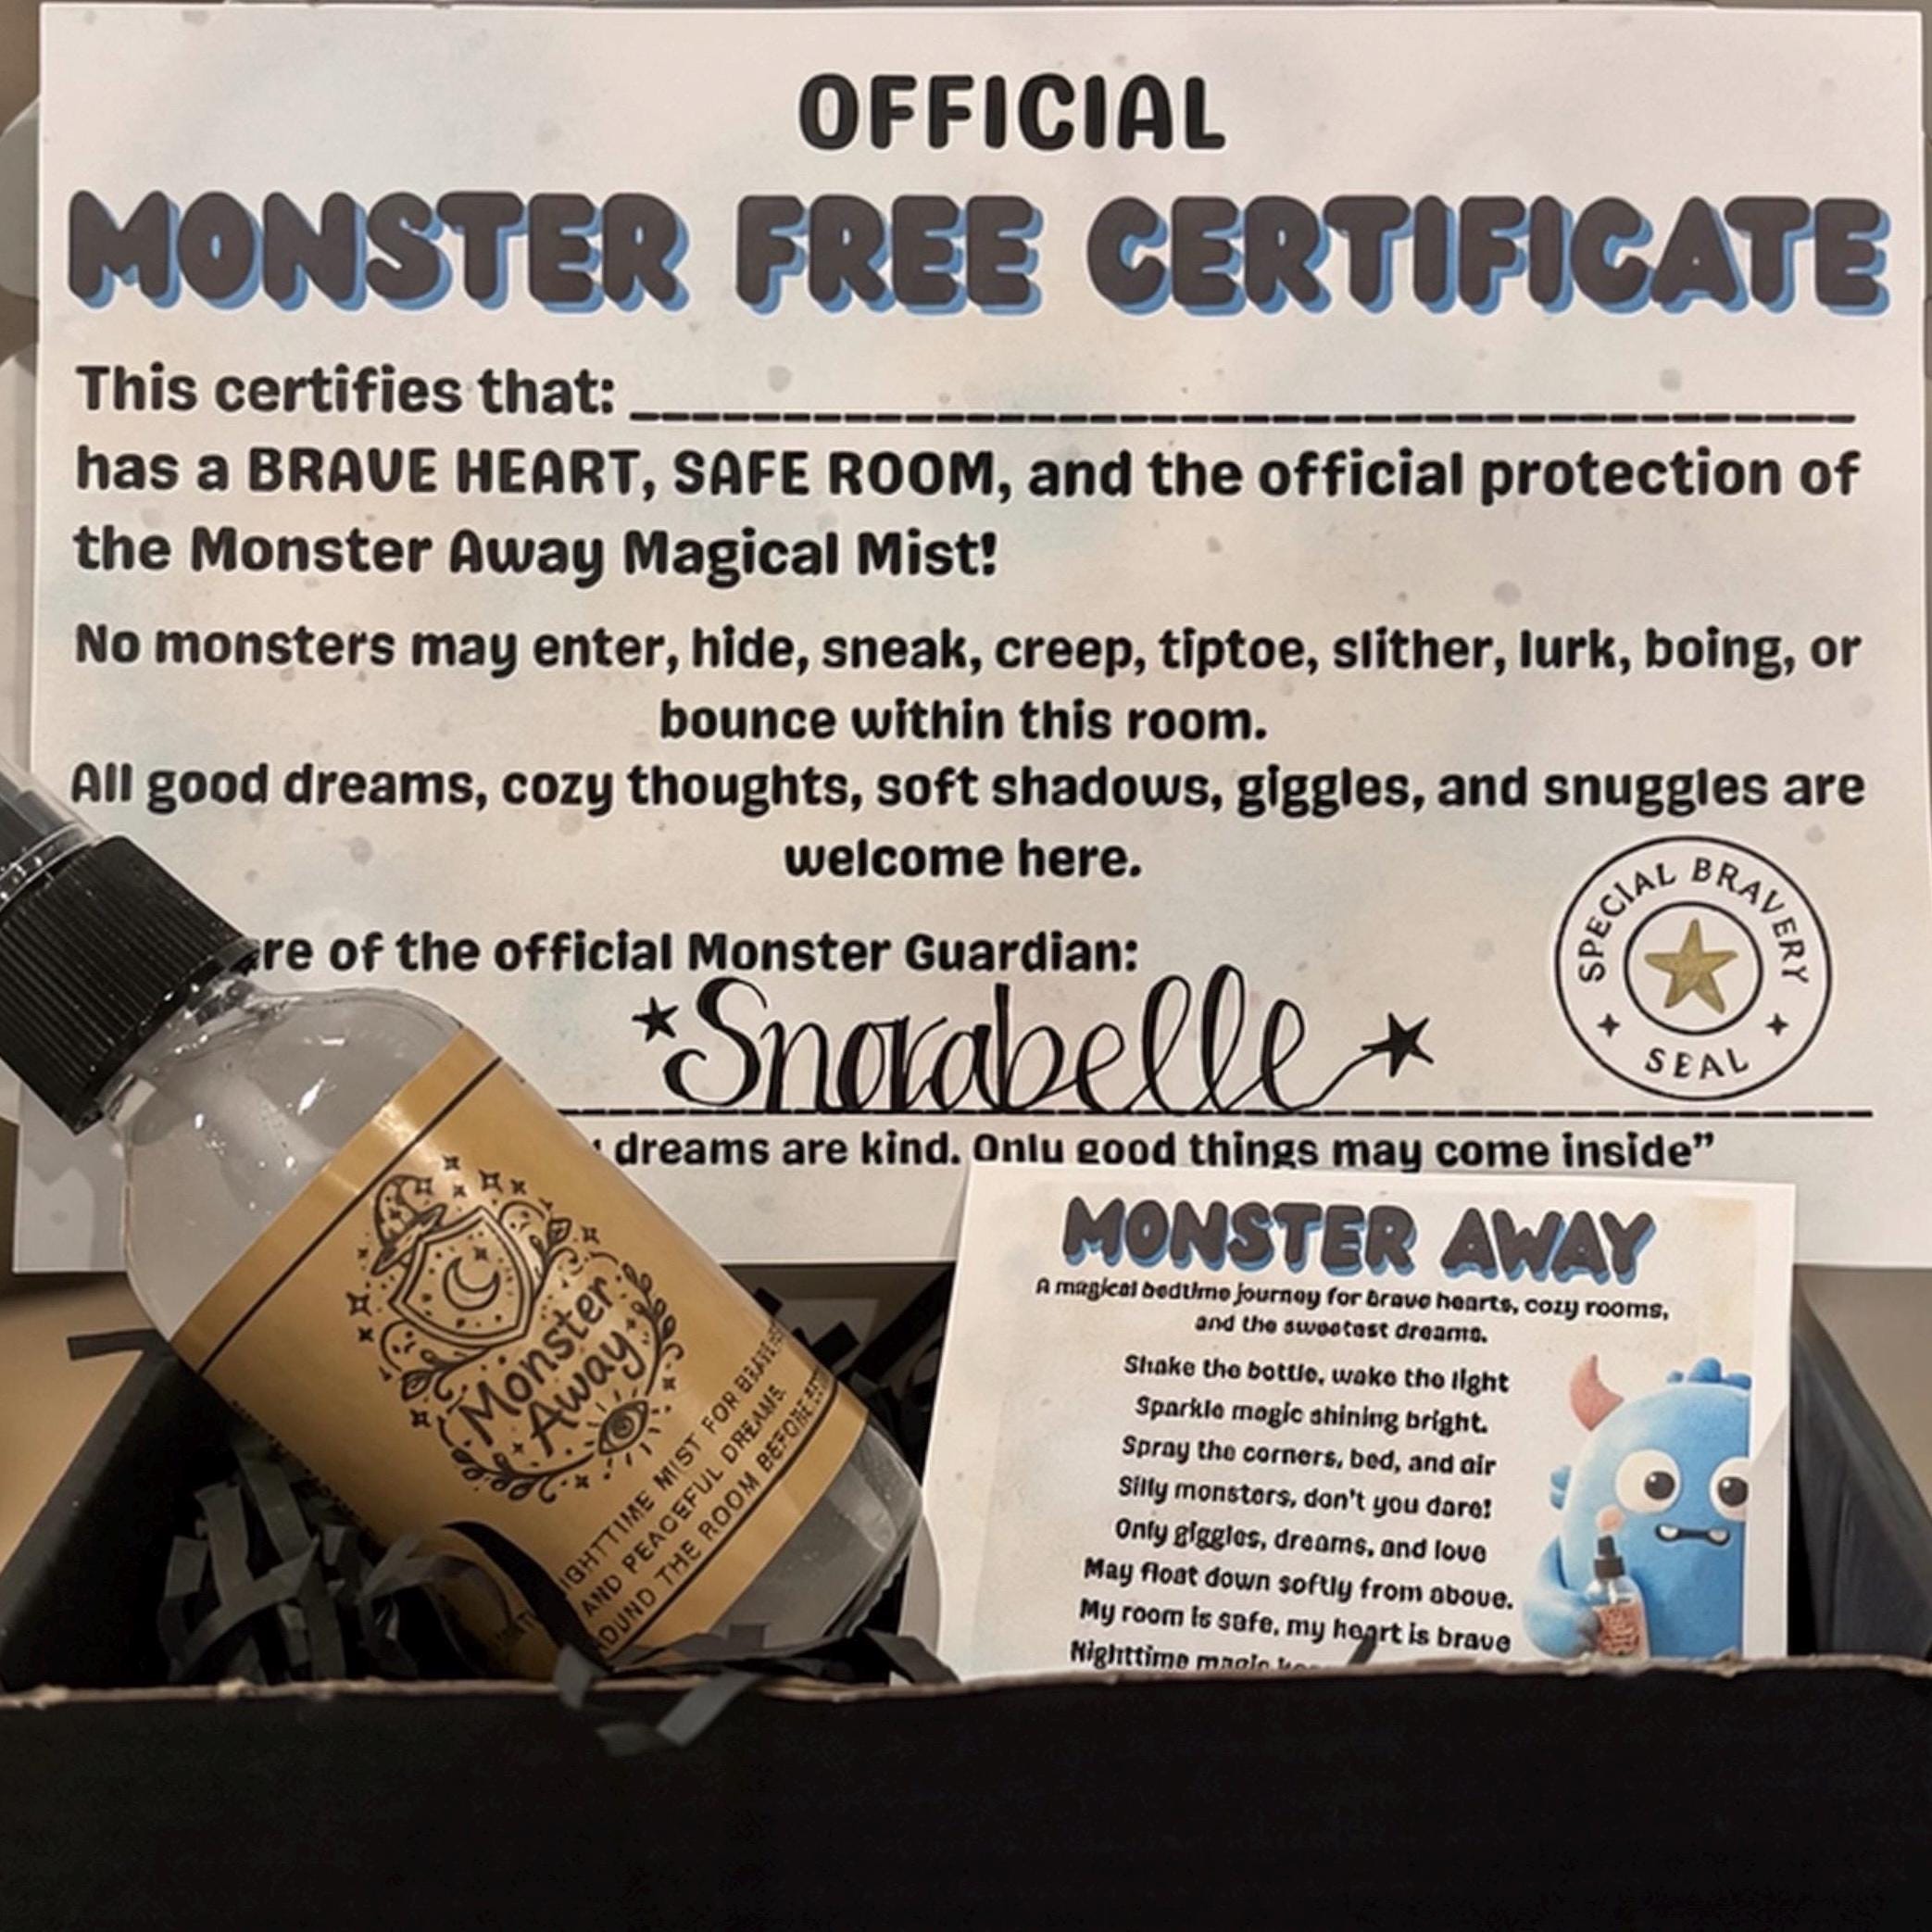 OFFICIAL
MONSTER FREE CERTIFICATE
This certifies that:
has a BRAVE HEART, SAFE ROOM, and the official protection of
the Monster Away Magical Mist!
No monsters may enter, hide, sneak, creep, tiptoe, slither, lurk, boing, or
bounce within this room.
All good dreams, cozy thoughts, soft shadows, giggles, and snuggles are
welcome here.
of the official Monster Guardian:
Snorabelle
SPECIAL BRAVERY
SEAL
dreams are kind. Only good things may come inside”
Monster
Away
MIST FOR
AND PEACEFUL DREAMS.
THE ROOM BEFORE
MONSTER AWAY
A magical bedtime journey for brave hearts, cozy rooms,
and the sweetest dreams.
Shake the bottle, wake the light
Sparkle magic shining bright.
Spray the corners, bed, and air
Silly monsters, don't you dare!
Only giggles, dreams, and love
May float down softly from above.
My room is safe, my heart is brave
Nighttime magic